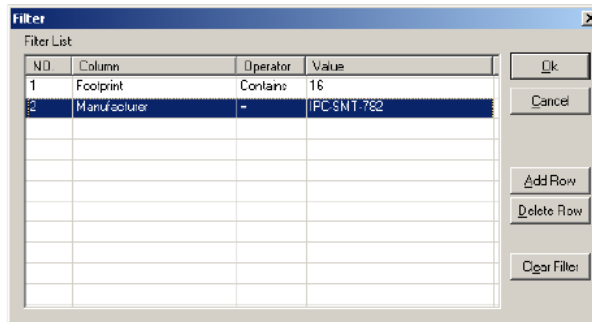 Filter
Filter List
NO. Column Operator Value
1 Footprint Contains 16
2 Manufacturer = IPC-SMT-782
Ok
Cancel
Add Row
Delete Row
Clear Filter